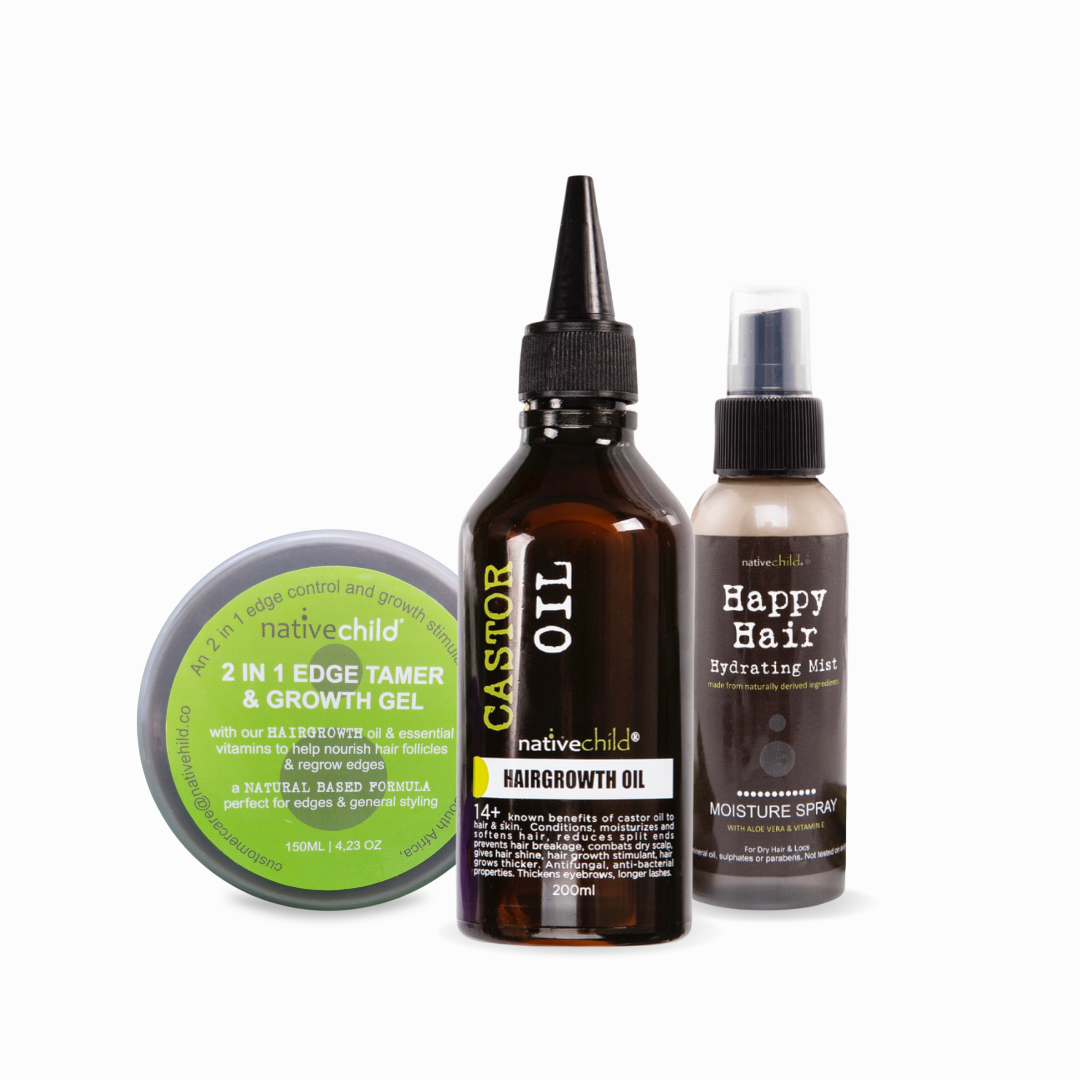 An 2 in 1 edge control and growth
nativechild®
2 IN 1 EDGE TAMER
& GROWTH GEL
with our HAIRGROWTH oil & essential
vitamins to help nourish hair follicles
& regrow edges
a NATURAL BASED FORMULA
perfect for edges & general styling
150ML | 4,23 OZ
customercare@nativehild.co
South Africa.
CASTOR
OIL
nativechild®
HAIRGROWTH OIL
14+ known benefits of castor oil to
hair & skin. Conditions, moisturizes and
softens hair, reduces split ends
prevents hair breakage, combats dry scalp,
gives hair shine, hair growth stimulant, hair
grows thicker. Antifungal, anti-bacterial
properties. Thickens eyebrows, longer lashes.
200ml
nativechild®
Happy
Hair
Hydrating Mist
made from naturally derived ingredients
MOISTURE SPRAY
WITH ALOE VERA & VITAMIN E
For Dry Hair & Locs
oil, sulphates or parabens. Not tested on